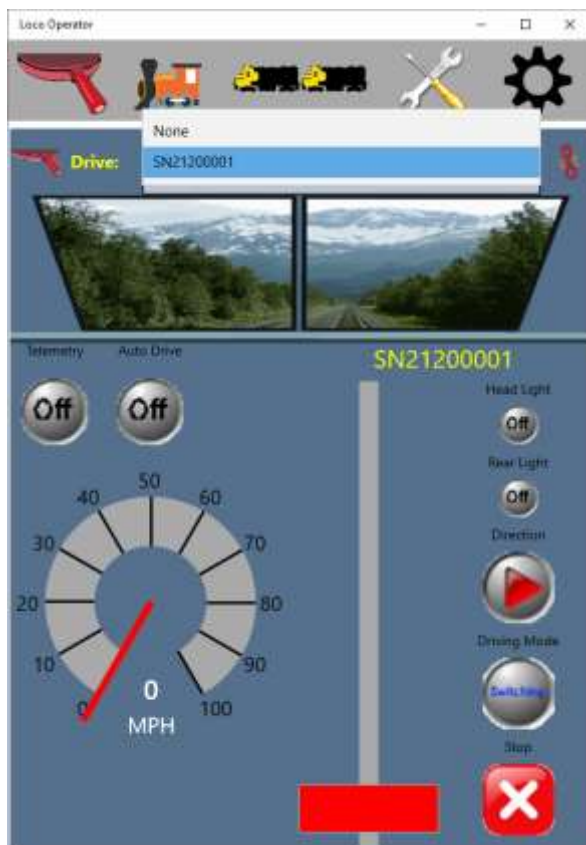 Loco Operator
None
Drive:
SN21200001
Telemetry
Auto Drive
SN21200001
Off
Off
Head Light
Off
Rear Light
Off
Direction
50
40
60
30
70
20
80
10
90
0
100
0
MPH
Driving Mode
Switching
Stop